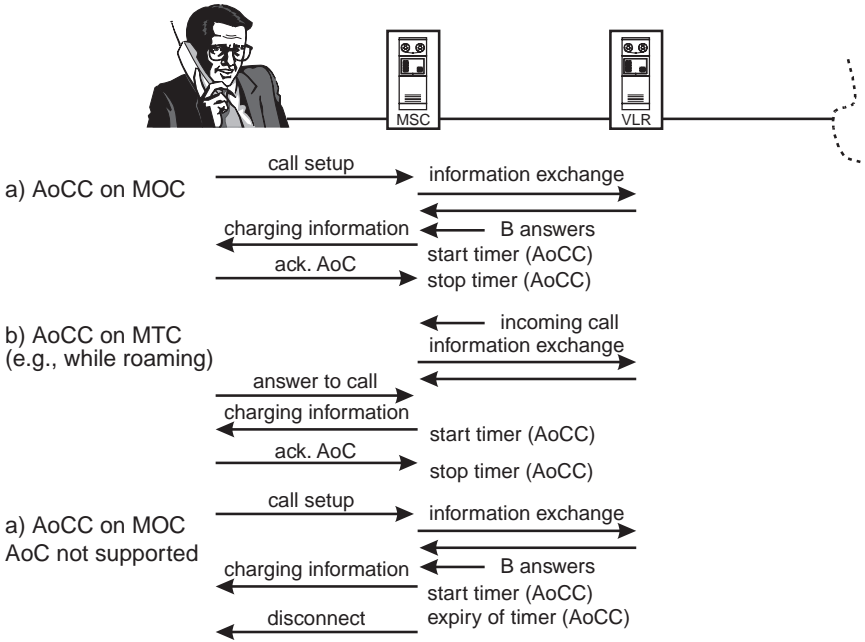 MSC
VLR
call setup
information exchange
a) AoCC on MOC
charging information
B answers
start timer (AoCC)
ack. AoC
stop timer (AoCC)
incoming call
b) AoCC on MTC
information exchange
(e.g., while roaming)
answer to call
charging information
start timer (AoCC)
ack. AoC
stop timer (AoCC)
call setup
information exchange
a) AoCC on MOC
AoC not supported
charging information
B answers
start timer (AoCC)
disconnect
expiry of timer (AoCC)